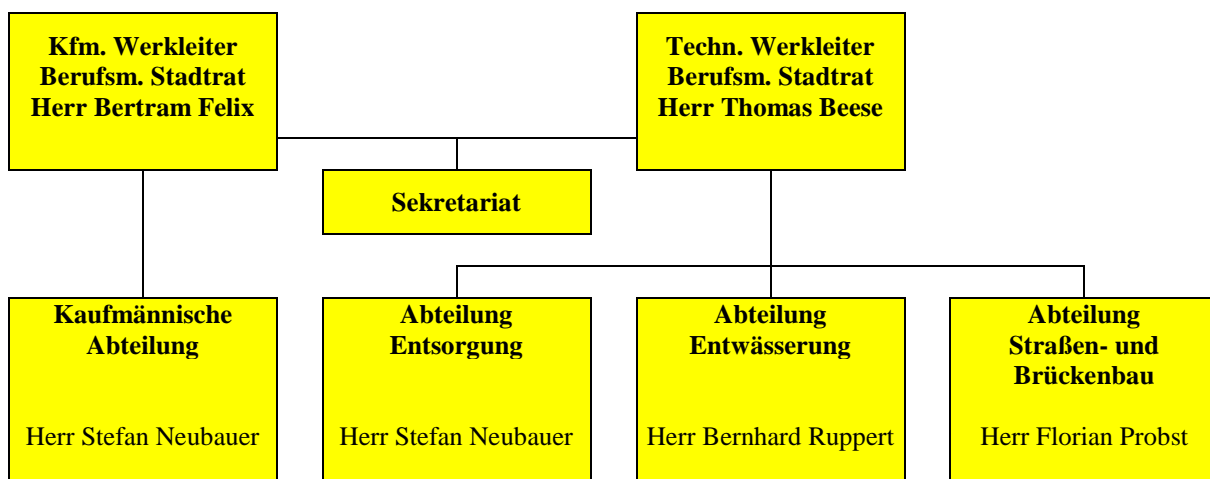 Kfm. Werkleiter
Berufsm. Stadtrat
Herr Bertram Felix
Techn. Werkleiter
Berufsm. Stadtrat
Herr Thomas Beese
Sekretariat
Kaufmännische
Abteilung
Herr Stefan Neubauer
Abteilung
Entsorgung
Herr Stefan Neubauer
Abteilung
Entwässerung
Herr Bernhard Ruppert
Abteilung
Straßen- und
Brückenbau
Herr Florian Probst